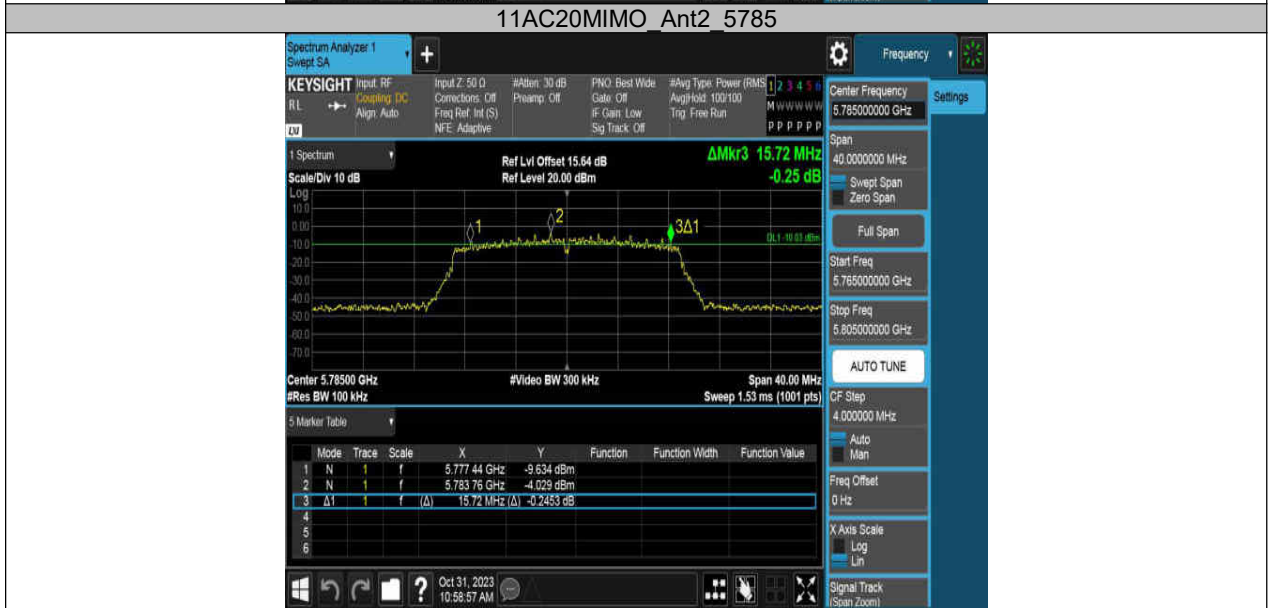 11AC20MIMO_Ant2_5785
Spectrum Analyzer 1
Swept SA
+
Frequency
KEYSIGHT
RL
LXI
Input: RF
Coupling: DC
Align: Auto
Input Z: 50 Ω
Corrections: Off
Freq Ref: Int (S)
NFE: Adaptive
#Atten: 30 dB
Preamp: Off
PNO: Best Wide
Gate: Off
IF Gain: Low
Sig Track: Off
#Avg Type: Power (RMS
Avg|Hold: 100/100
Trig: Free Run
1 2 3 4 5 6
M W W W W W
P P P P P P
1 Spectrum
Scale/Div 10 dB
Ref Lvl Offset 15.64 dB
Ref Level 20.00 dBm
ΔMkr3 15.72 MHz
-0.25 dB
Log
10.0
0.00
-10.0
-20.0
-30.0
-40.0
-50.0
-60.0
-70.0
1
2
3Δ1
DL1 -10.03 dBm
Center 5.78500 GHz
#Res BW 100 kHz
#Video BW 300 kHz
Span 40.00 MHz
Sweep 1.53 ms (1001 pts)
5 Marker Table
Mode Trace Scale X Y Function Function Width Function Value
1 N 1 f 5.777 44 GHz -9.634 dBm
2 N 1 f 5.783 76 GHz -4.029 dBm
3 Δ1 1 f (Δ) 15.72 MHz (Δ) -0.2453 dB
4
5
6
Center Frequency
5.785000000 GHz
Settings
Span
40.0000000 MHz
Swept Span
Zero Span
Full Span
Start Freq
5.765000000 GHz
Stop Freq
5.805000000 GHz
AUTO TUNE
CF Step
4.000000 MHz
Auto
Man
Freq Offset
0 Hz
X Axis Scale
Log
Lin
Signal Track
(Span Zoom)
?
Oct 31, 2023
10:58:57 AM